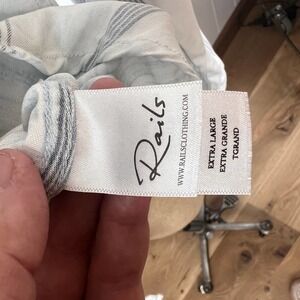 Rails
WWW.RAILSCLOTHING.COM
EXTRA LARGE
EXTRA GRANDE
TGRAND